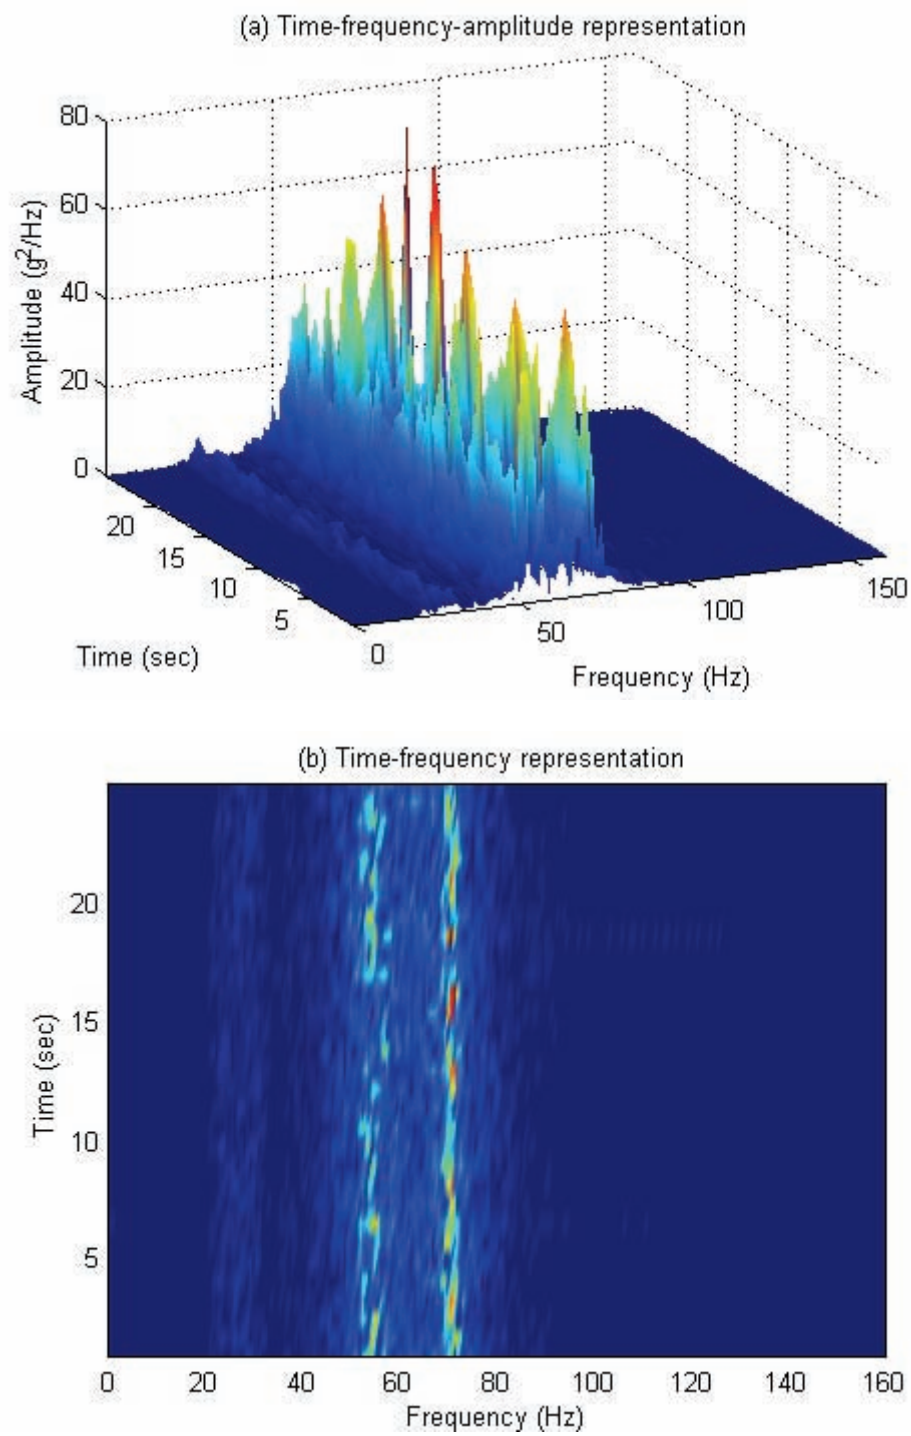 (a) Time-frequency-amplitude representation
80
60
40
20
0
Amplitude (g2/Hz)
20
15
10
5
Time (sec)
0
50
100
150
Frequency (Hz)
(b) Time-frequency representation
20
15
10
5
Time (sec)
0 20 40 60 80 100 120 140 160
Frequency (Hz)